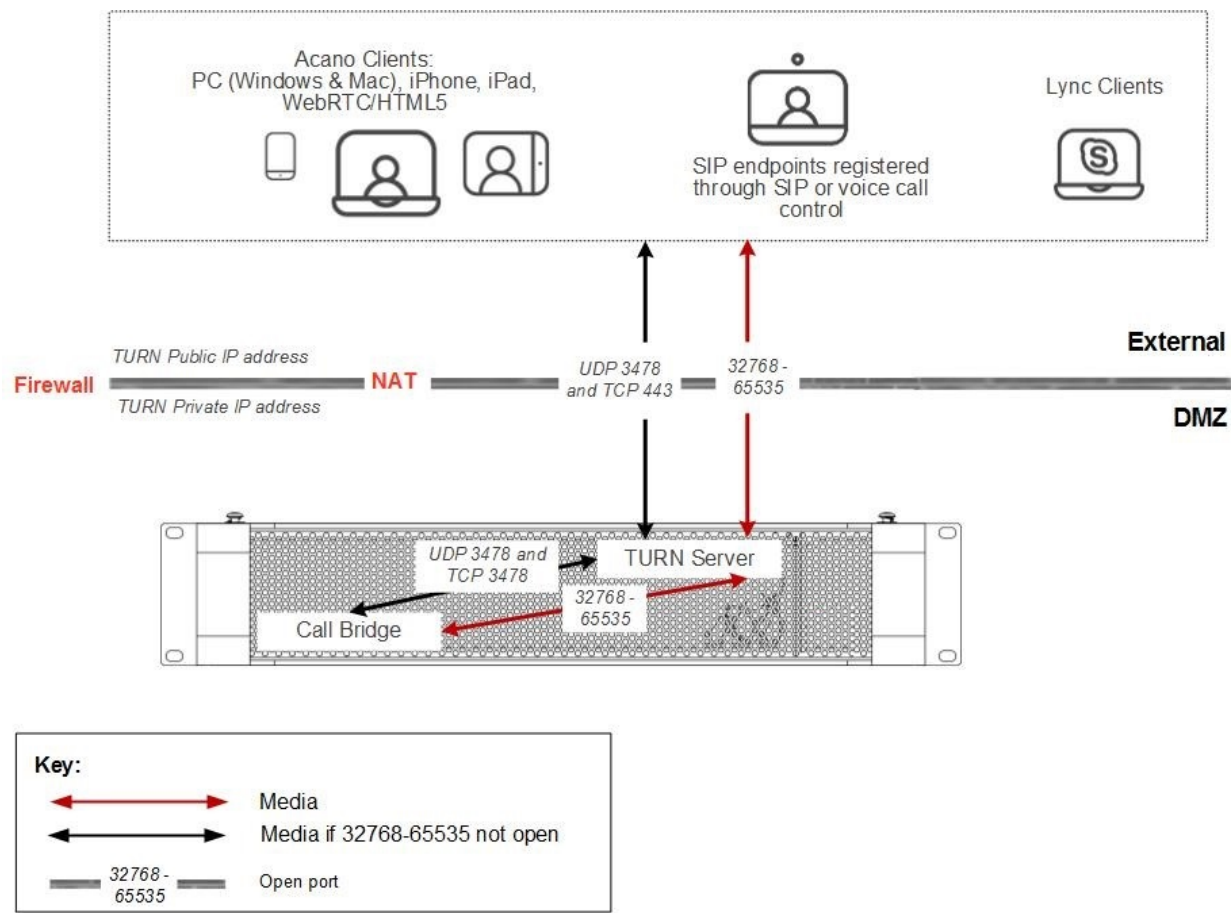 Acano Clients:
PC (Windows & Mac), iPhone, iPad,
WebRTC/HTML5
SIP endpoints registered
through SIP or voice call
control
Lync Clients
S
External
TURN Public IP address
Firewall
NAT
UDP 3478
and TCP 443
32768 -
65535
TURN Private IP address
DMZ
UDP 3478 and
TCP 3478
TURN Server
32768 -
65535
Call Bridge
Key:
Media
Media if 32768-65535 not open
32768 -
65535
Open port